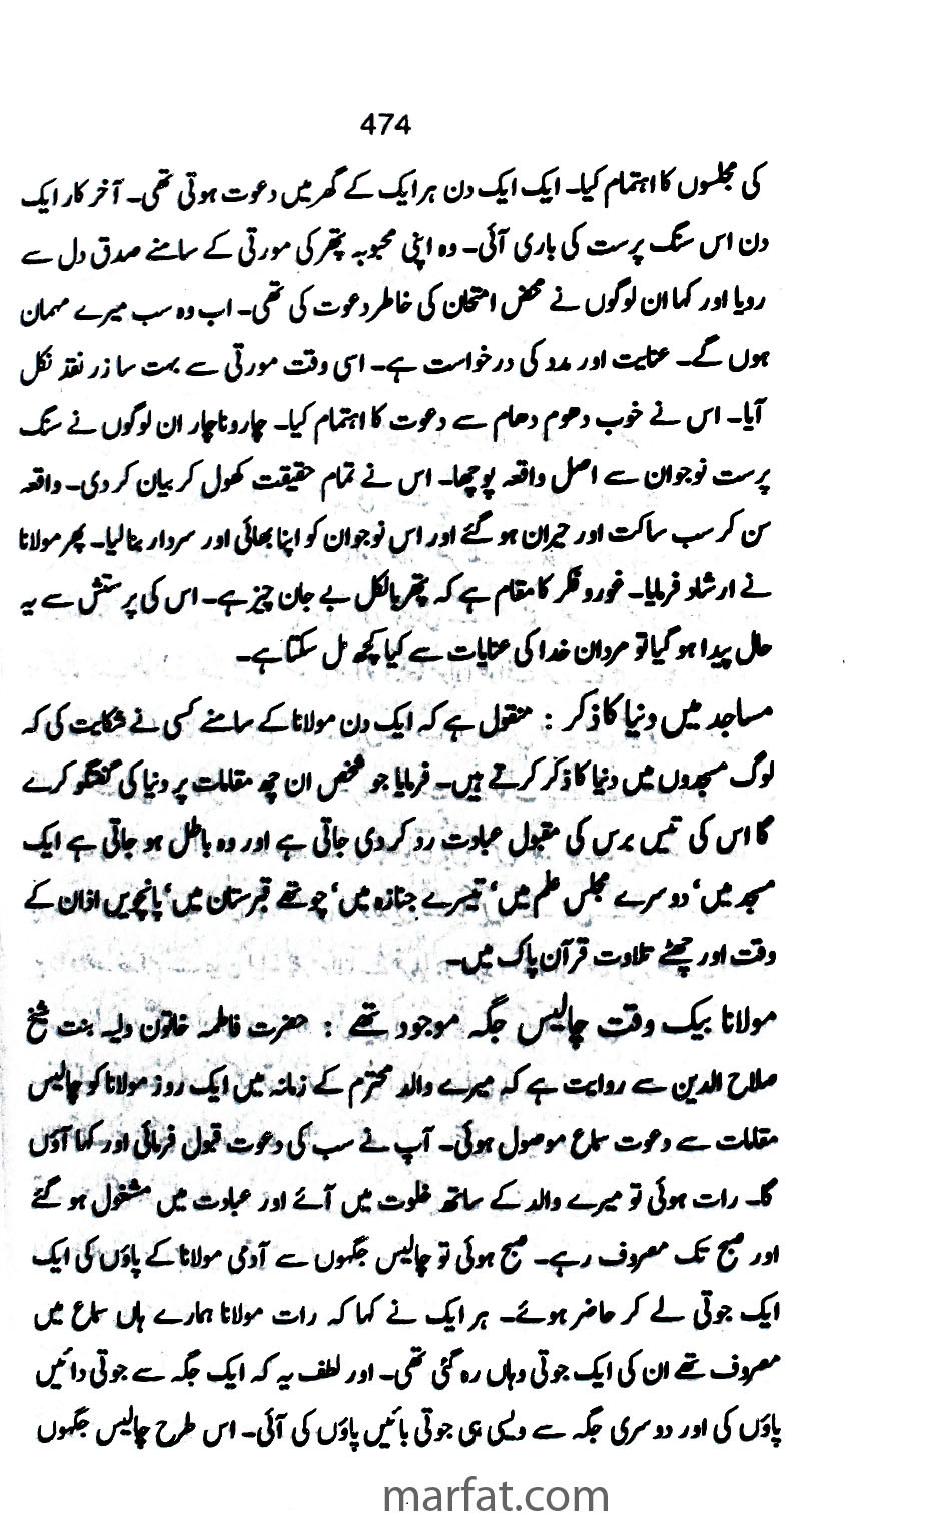 474
کی مجلسوں کا اہتمام کیا۔ ایک ایک دن ہر ایک کے گھر میں دعوت ہوتی تھی۔ آخر کار ایک
دن اس سنگ پرست کی باری آئی۔ وہ اپنی محبوبہ پتھر کی مورتی کے سامنے صدق دل سے
رویا اور کہا ان لوگوں نے محض امتحان کی خاطر دعوت کی تھی۔ اب وہ سب میرے مہمان
ہوں گے۔ عنایت اور مدد کی درخواست ہے۔ اسی وقت مورتی سے بہت سا زر نقد نکل
آیا۔ اس نے خوب دھوم دھام سے دعوت کا اہتمام کیا۔ چاروناچار ان لوگوں نے سنگ
پرست نوجوان سے اصل واقعہ پوچھا۔ اس نے تمام حقیقت کھول کر بیان کر دی۔ واقعہ
سن کر سب ساکت اور حیران ہو گئے اور اس نوجوان کو اپنا بھائی اور سردار بنا لیا۔ پھر مولانا
نے ارشاد فرمایا۔ غور و فکر کا مقام ہے کہ پتھر بالکل بے جان چیز ہے۔ اس کی پرستش سے یہ
حال پیدا ہو گیا تو مردان خدا کی عنایات سے کیا کچھ مل سکتا ہے۔
مساجد میں دنیا کا ذکر : منقول ہے کہ ایک دن مولانا کے سامنے کسی نے شکایت کی کہ
لوگ مسجدوں میں دنیا کا ذکر کرتے ہیں۔ فرمایا جو شخص ان چھ مقامات پر دنیا کی گفتگو کرے
گا اس کی تیس برس کی مقبول عبادت رد کر دی جاتی ہے اور وہ باطل ہو جاتی ہے ایک
مسجد میں، دوسرے مجلس علم میں، تیسرے جنازہ میں، چوتھے قبرستان میں، پانچویں اذان کے
وقت اور چھٹے تلاوت قرآن پاک میں۔
مولانا بیک وقت چالیس جگہ موجود تھے : حضرت فاطمہ خاتون ولیہ بنت شیخ
صلاح الدین سے روایت ہے کہ میرے والد محترم کے زمانہ میں ایک روز مولانا کو چالیس
مقامات سے دعوت سماع موصول ہوئی۔ آپ نے سب کی دعوت قبول فرمائی اور کہا آؤں
گا۔ رات ہوئی تو میرے والد کے ساتھ خلوت میں آئے اور عبادت میں مشغول ہو گئے
اور صبح تک مصروف رہے۔ صبح ہوئی تو چالیس جگہوں سے آدمی مولانا کے پاؤں کی ایک
ایک جوتی لے کر حاضر ہوئے۔ ہر ایک نے کہا کہ رات مولانا ہمارے ہاں سماع میں
مصروف تھے ان کی ایک جوتی وہاں رہ گئی تھی۔ اور لطف یہ کہ ایک جگہ سے جوتی دائیں
پاؤں کی اور دوسری جگہ سے ویسی ہی جوتی بائیں پاؤں کی آئی۔ اس طرح چالیس جگہوں
marfat.com